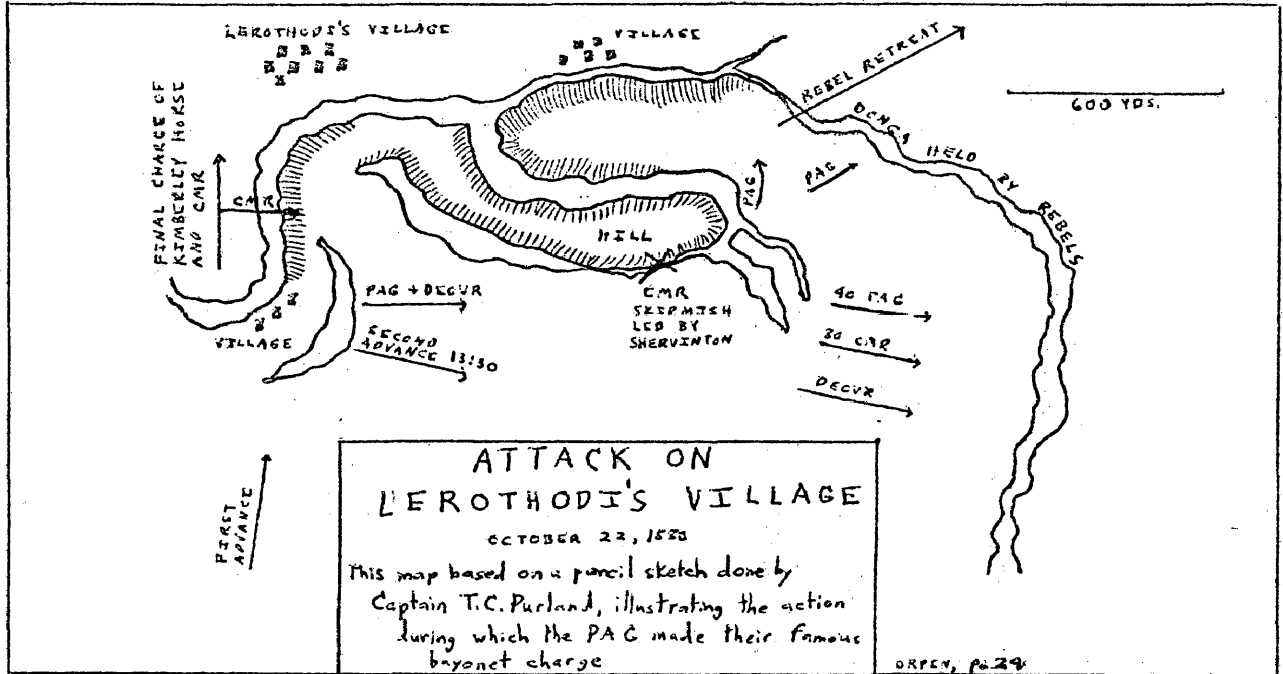 LEROTHODI'S VILLAGE
VILLAGE
REBEL RETREAT
600 YDS.
DONGA HELD BY REBELS
FINAL CHARGE OF
KIMBERLEY HORSE
AND CMR
CMR
PAG
PAG
HILL
PAG + DECVR
SECOND
ADVANCE 13:30
VILLAGE
CMR
SKIRMISH
LED BY
SHERVINTON
40 PAG
30 CMR
DECVR
FIRST
ADVANCE
ATTACK ON
LEROTHODI'S VILLAGE
OCTOBER 22,
This map based on a pencil sketch done by
Captain T.C. Purland, illustrating the action
during which the PAG made their famous
bayonet charge
ORPEN,